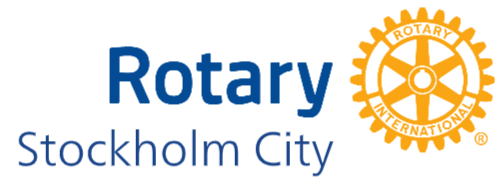 Rotary
Stockholm City
ROTARY
INTERNATIONAL
®